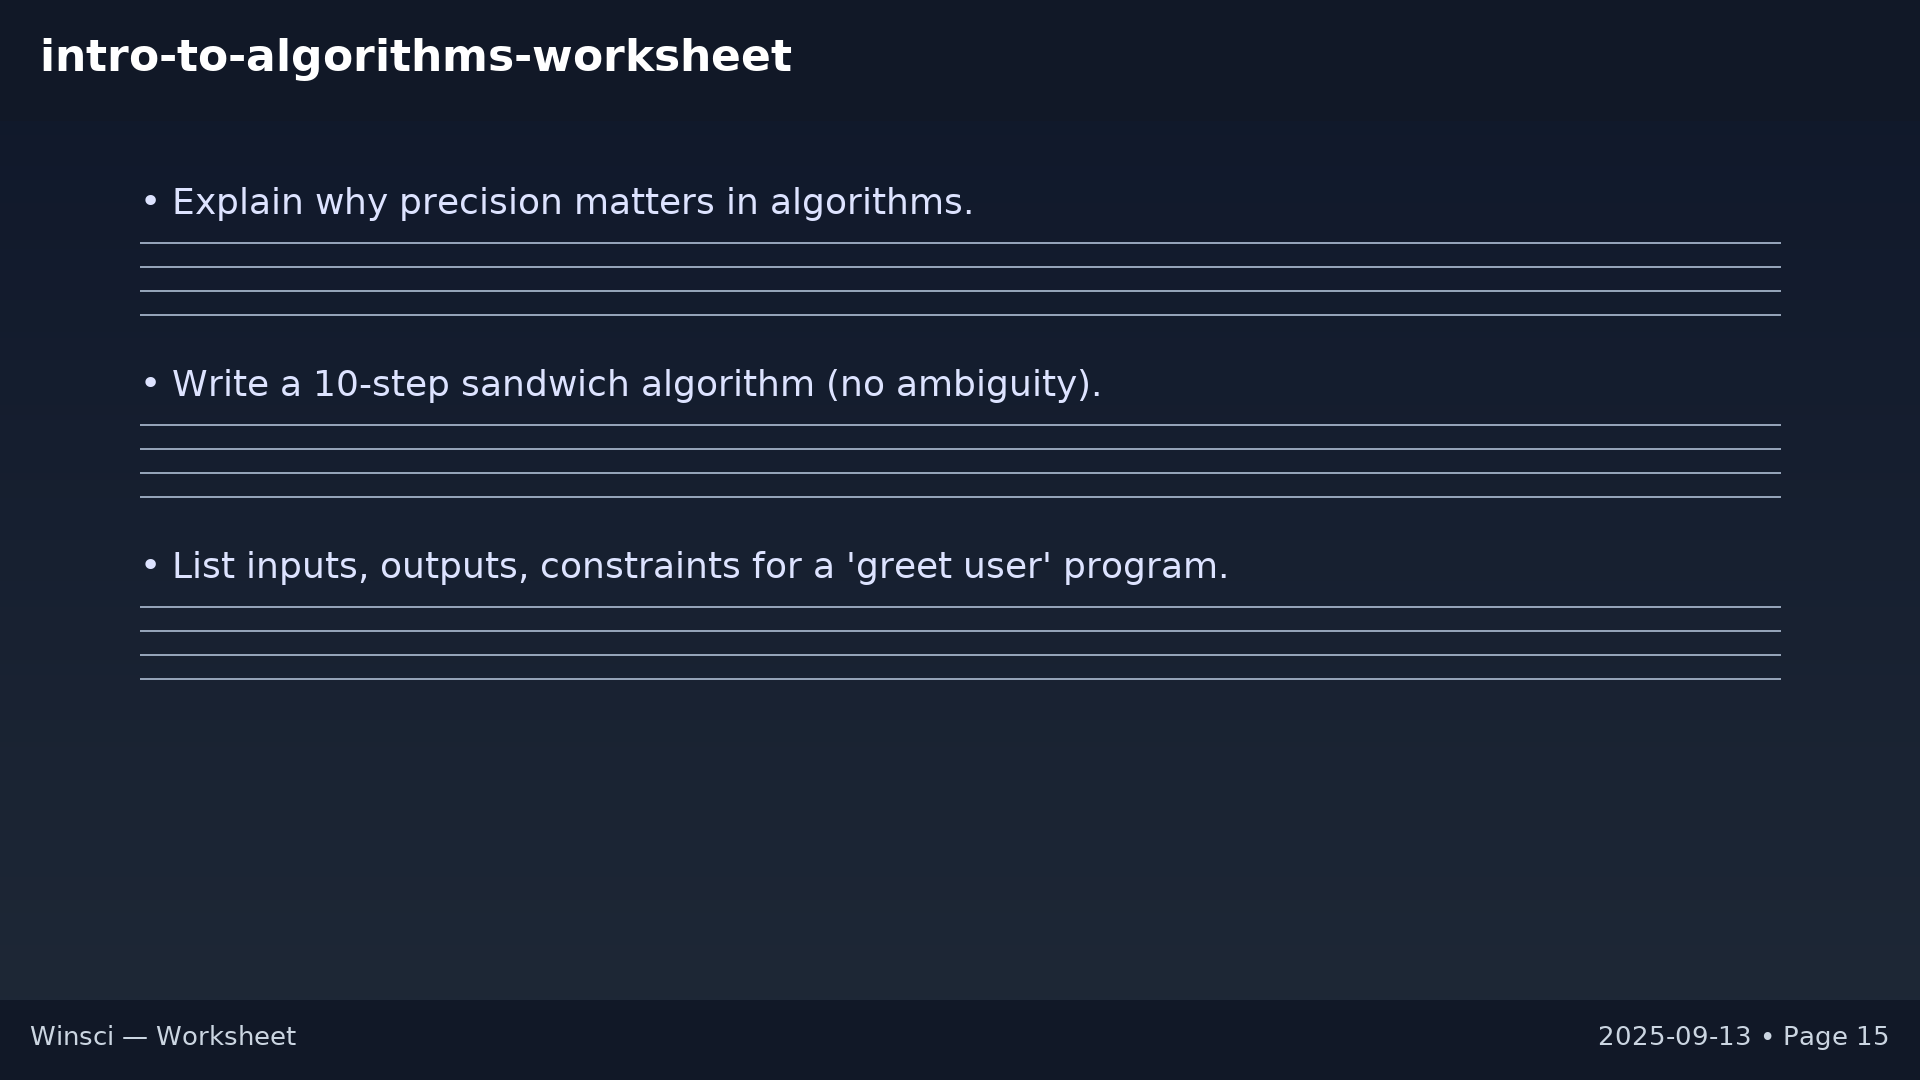 intro-to-algorithms-worksheet
• Explain why precision matters in algorithms.
• Write a 10-step sandwich algorithm (no ambiguity).
• List inputs, outputs, constraints for a 'greet user' program.
Winsci — Worksheet
2025-09-13 • Page 15